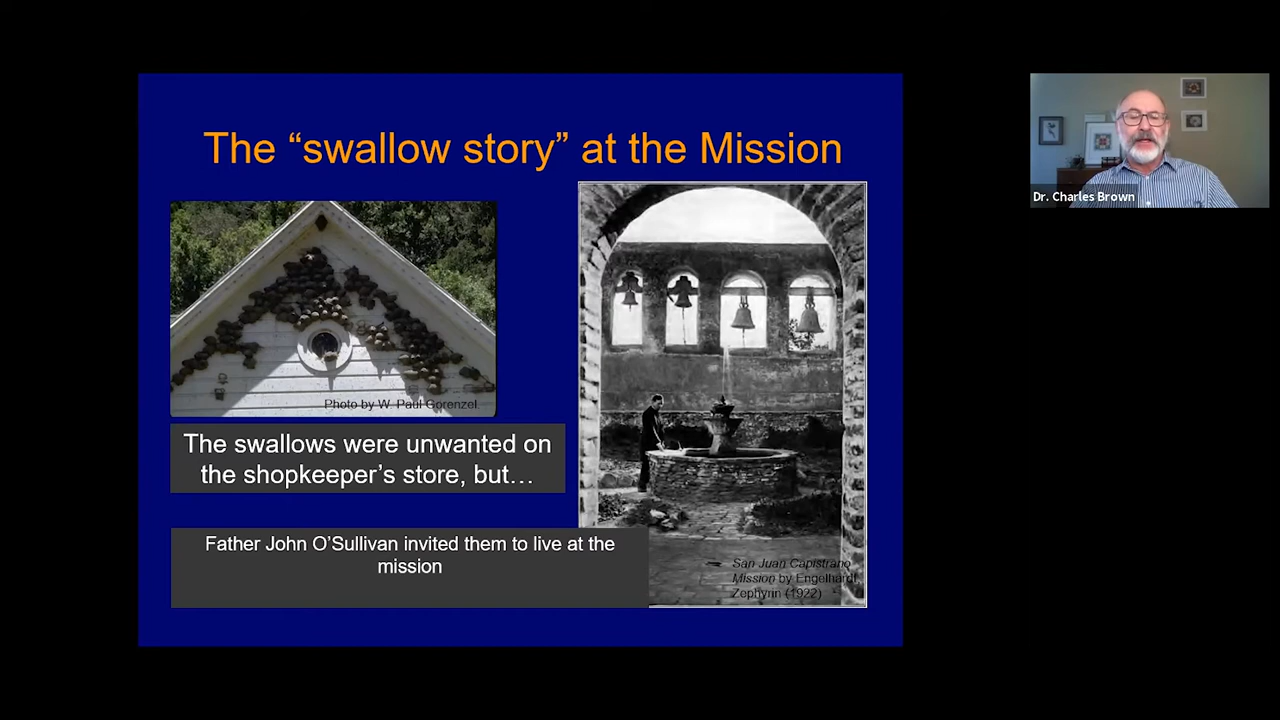 The “swallow story” at the Mission
Photo by W. Paul Gorenzel
The swallows were unwanted on
the shopkeeper’s store, but…
Father John O’Sullivan invited them to live at the
mission
San Juan Capistrano
Mission by Engelhardt
Zephyrin (1922)
Dr. Charles Brown